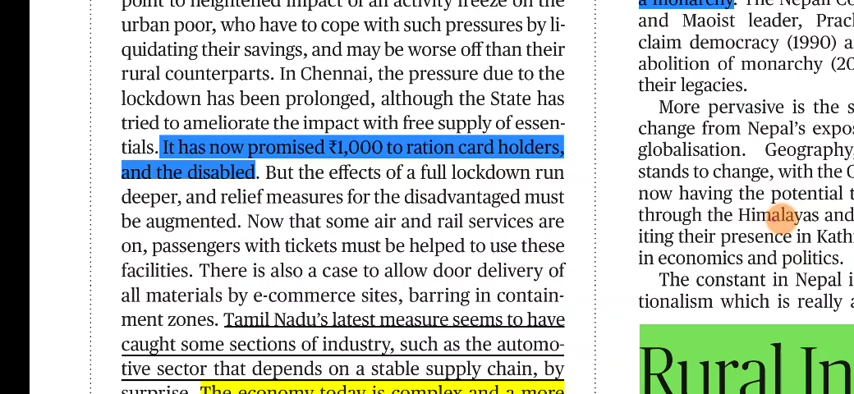 point to heightened impact of an activity freeze on the
urban poor, who have to cope with such pressures by li-
quidating their savings, and may be worse off than their
rural counterparts. In Chennai, the pressure due to the
lockdown has been prolonged, although the State has
tried to ameliorate the impact with free supply of essen-
tials. It has now promised ₹1,000 to ration card holders,
and the disabled. But the effects of a full lockdown run
deeper, and relief measures for the disadvantaged must
be augmented. Now that some air and rail services are
on, passengers with tickets must be helped to use these
facilities. There is also a case to allow door delivery of
all materials by e-commerce sites, barring in contain-
ment zones. Tamil Nadu's latest measure seems to have
caught some sections of industry, such as the automo-
tive sector that depends on a stable supply chain, by
surprise. The economy today is complex and a more
a monarchy. The Nepali Co
and Maoist leader, Prac
claim democracy (1990) a
abolition of monarchy (20
their legacies.
More pervasive is the s
change from Nepal's expos
globalisation. Geography,
stands to change, with the C
now having the potential t
through the Himalayas and
iting their presence in Kath
in economics and politics.
The constant in Nepal i
tionalism which is really a
Rural In